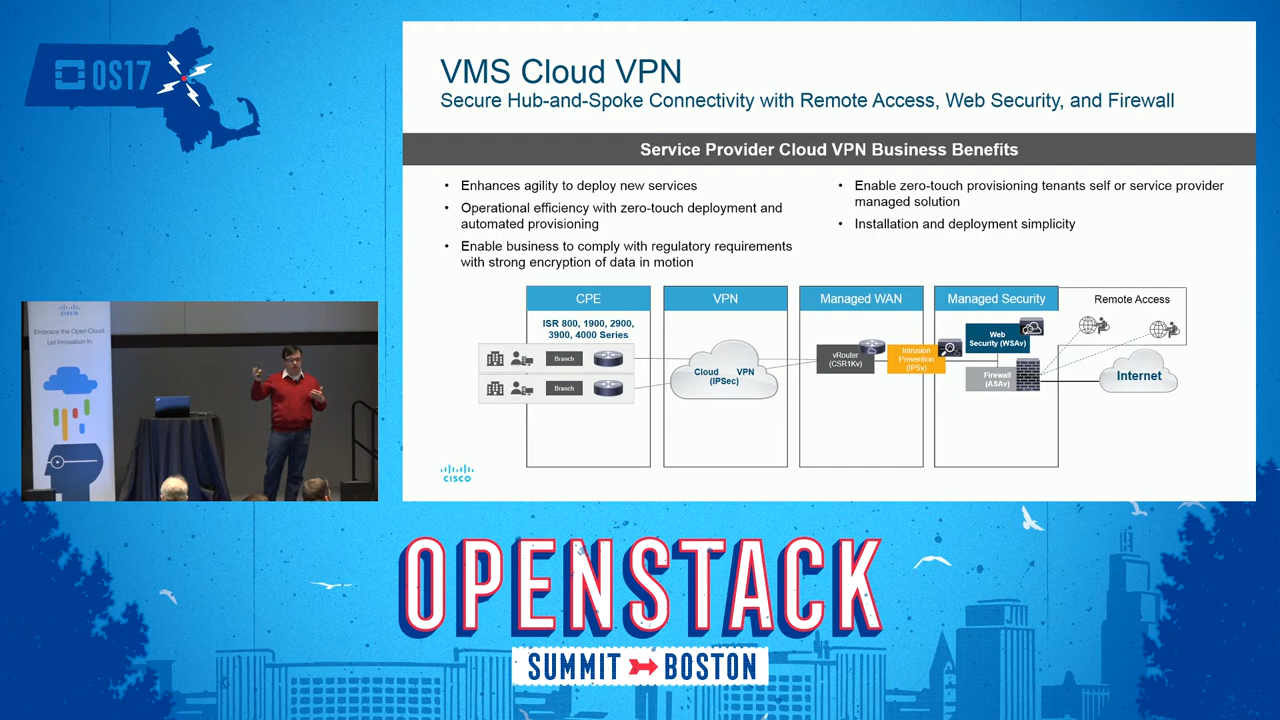 OS17
VMS Cloud VPN
Secure Hub-and-Spoke Connectivity with Remote Access, Web Security, and Firewall
Service Provider Cloud VPN Business Benefits
• Enhances agility to deploy new services
• Operational efficiency with zero-touch deployment and
automated provisioning
• Enable business to comply with regulatory requirements
with strong encryption of data in motion
• Enable zero-touch provisioning tenants self or service provider
managed solution
• Installation and deployment simplicity
CPE
ISR 800, 1900, 2900,
3900, 4000 Series
Branch
Branch
VPN
Cloud VPN
(IPSec)
Managed WAN
vRouter
(CSR1Kv)
Intrusion
Prevention
(IPSv)
Managed Security
Web
Security (WSAv)
Firewall
(ASAv)
Remote Access
Internet
CISCO
CISCO
Embrace the Open Cloud.
Let Innovation In.
OPENSTACK
SUMMIT BOSTON